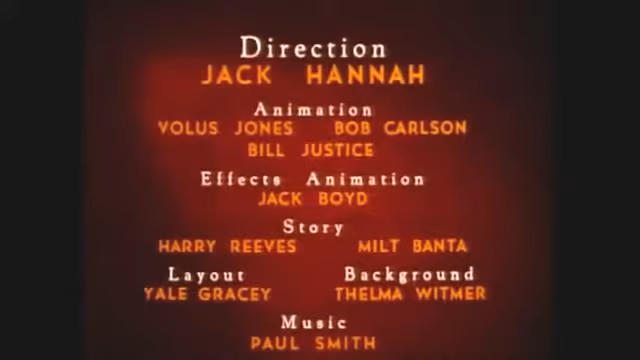 Direction
JACK HANNAH
Animation
VOLUS JONES BOB CARLSON
BILL JUSTICE
Effects Animation
JACK BOYD
Story
HARRY REEVES MILT BANTA
Layout Background
YALE GRACEY THELMA WITMER
Music
PAUL SMITH